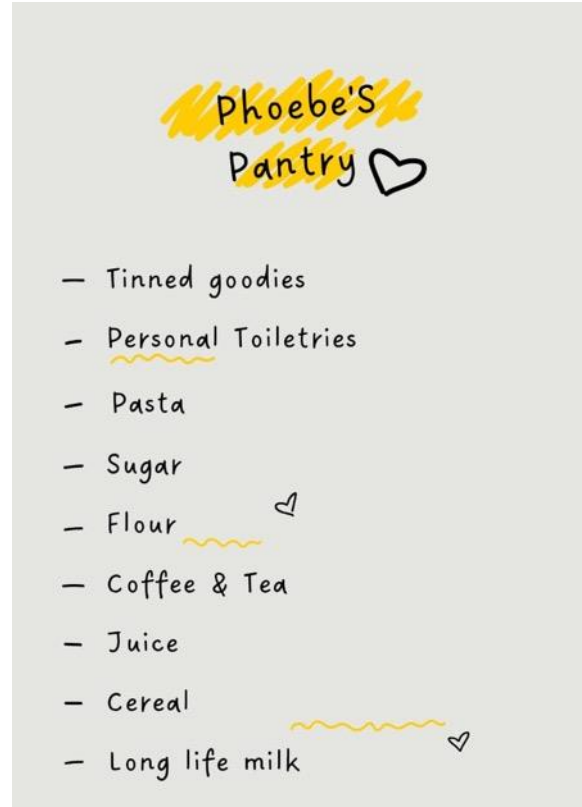 Phoebe'S
Pantry
– Tinned goodies
– Personal Toiletries
– Pasta
– Sugar
– Flour
– Coffee & Tea
– Juice
– Cereal
– Long life milk